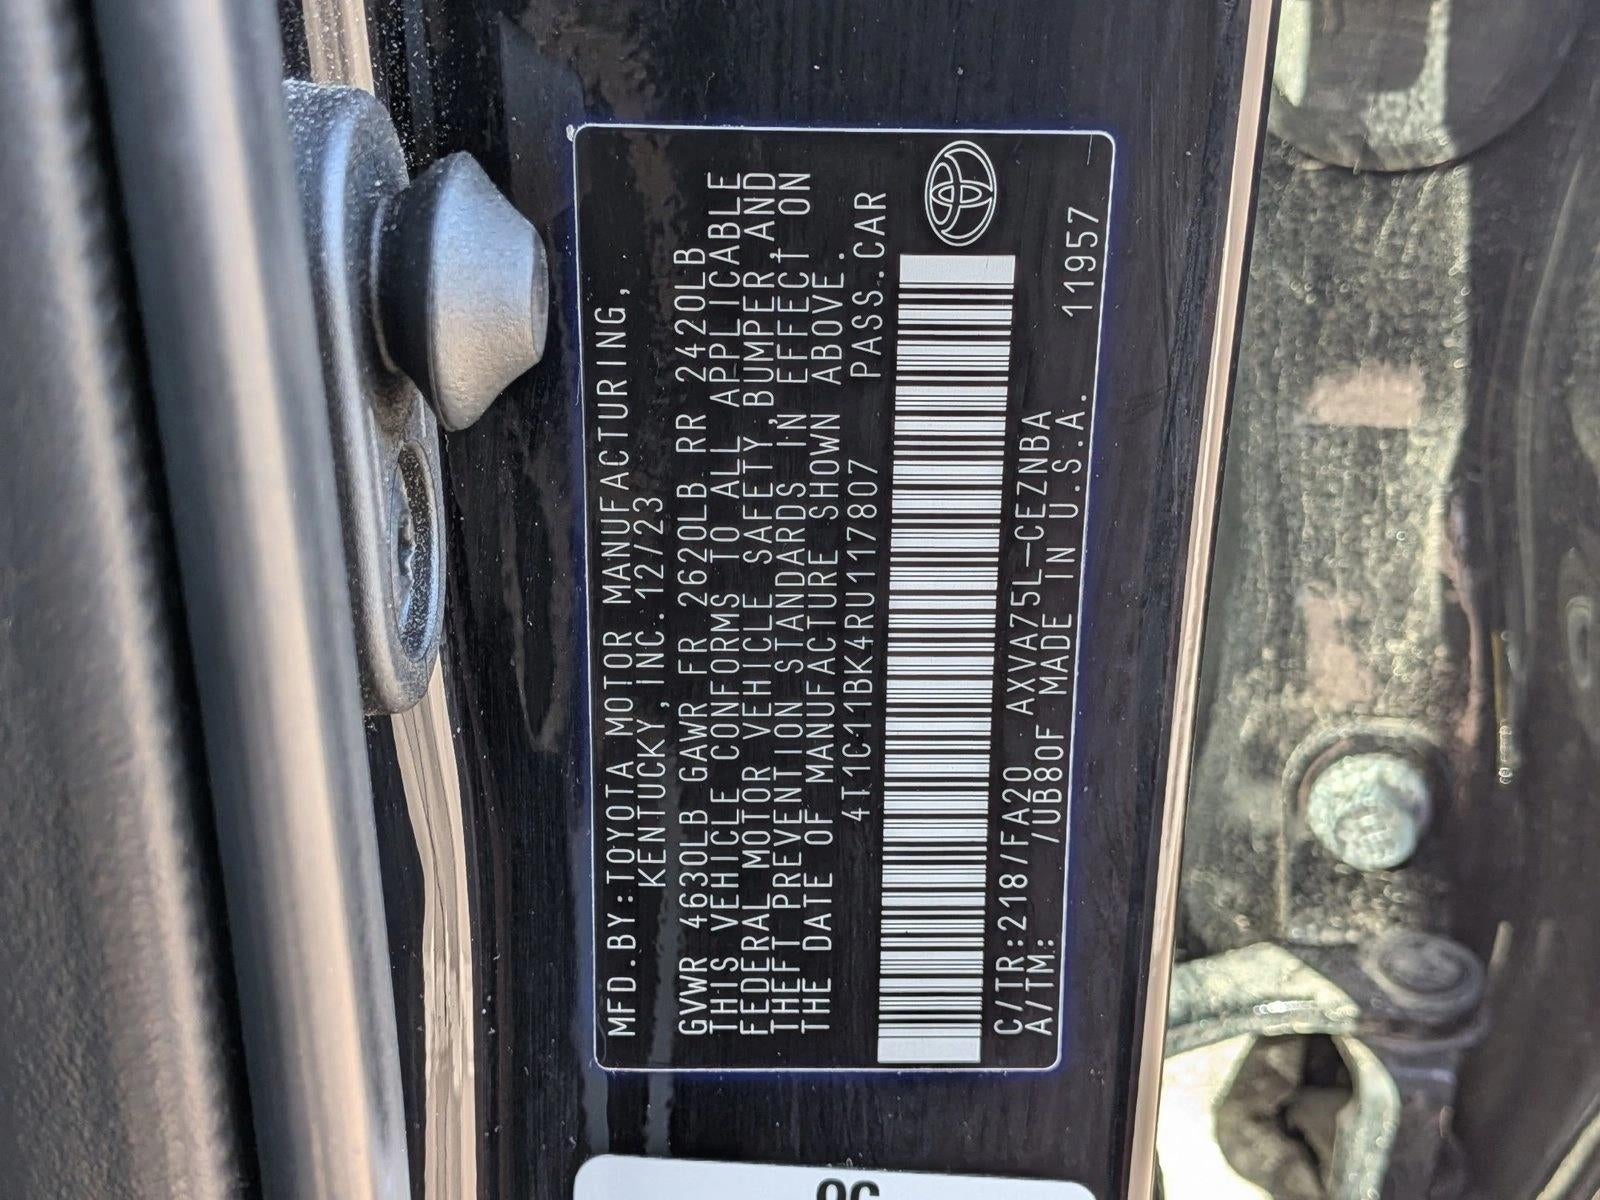 MFD.BY:TOYOTA MOTOR MANUFACTURING,
KENTUCKY,INC.12/23
GVWR 4630LB GAWR FR 2620LB RR 2420LB
THIS VEHICLE CONFORMS TO ALL APPLICABLE
FEDERAL MOTOR VEHICLE SAFETY,BUMPER,AND
THEFT PREVENTION STANDARDS IN EFFECT ON
THE DATE OF MANUFACTURE SHOWN ABOVE.
4T1C11BK4RU117807 PASS.CAR
C/TR:218/FA20 AXVA75L-CEZNBA
A/TM: /UB80F MADE IN U.S.A. 11957